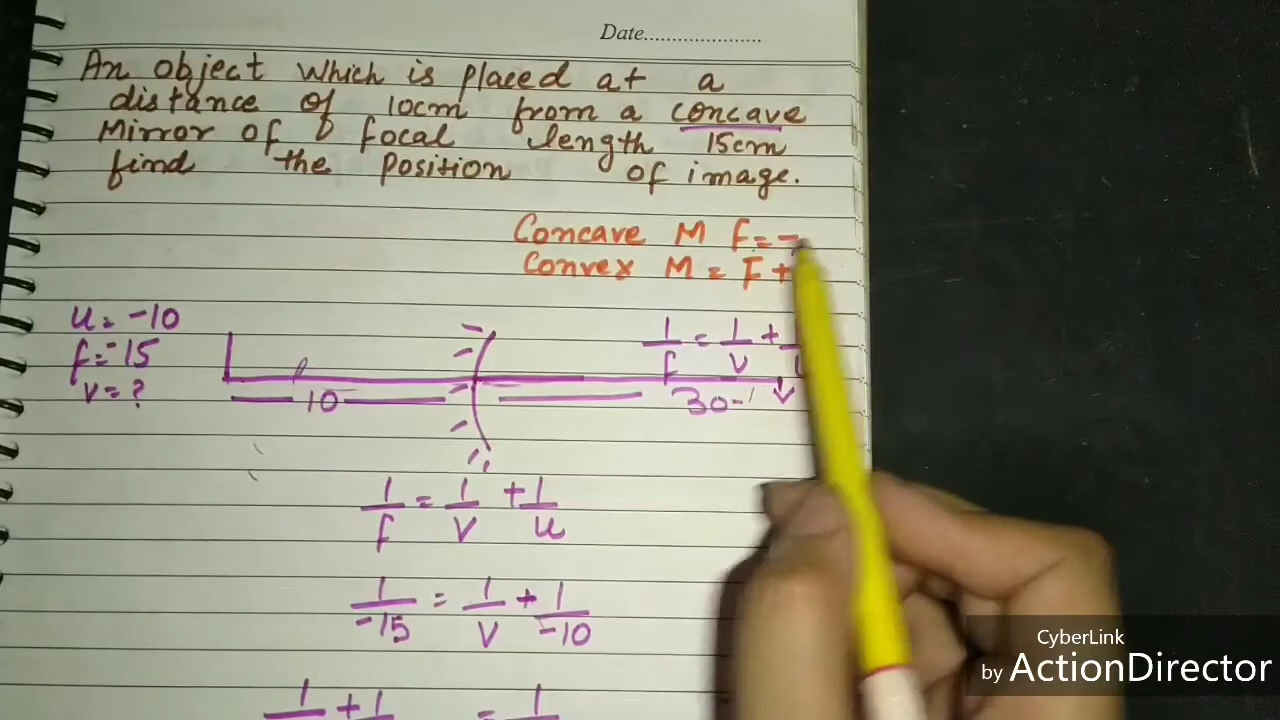 Date.....................
An object which is placed at a
distance of 10cm from a concave
Mirror of focal length 15cm
find the position of image.
Concave M F= -
Convex M = F +
u= -10
f= -15
v= ?
1/f = 1/v +
10
30
1/f = 1/v + 1/u
1/-15 = 1/v + 1/-10
CyberLink
by ActionDirector